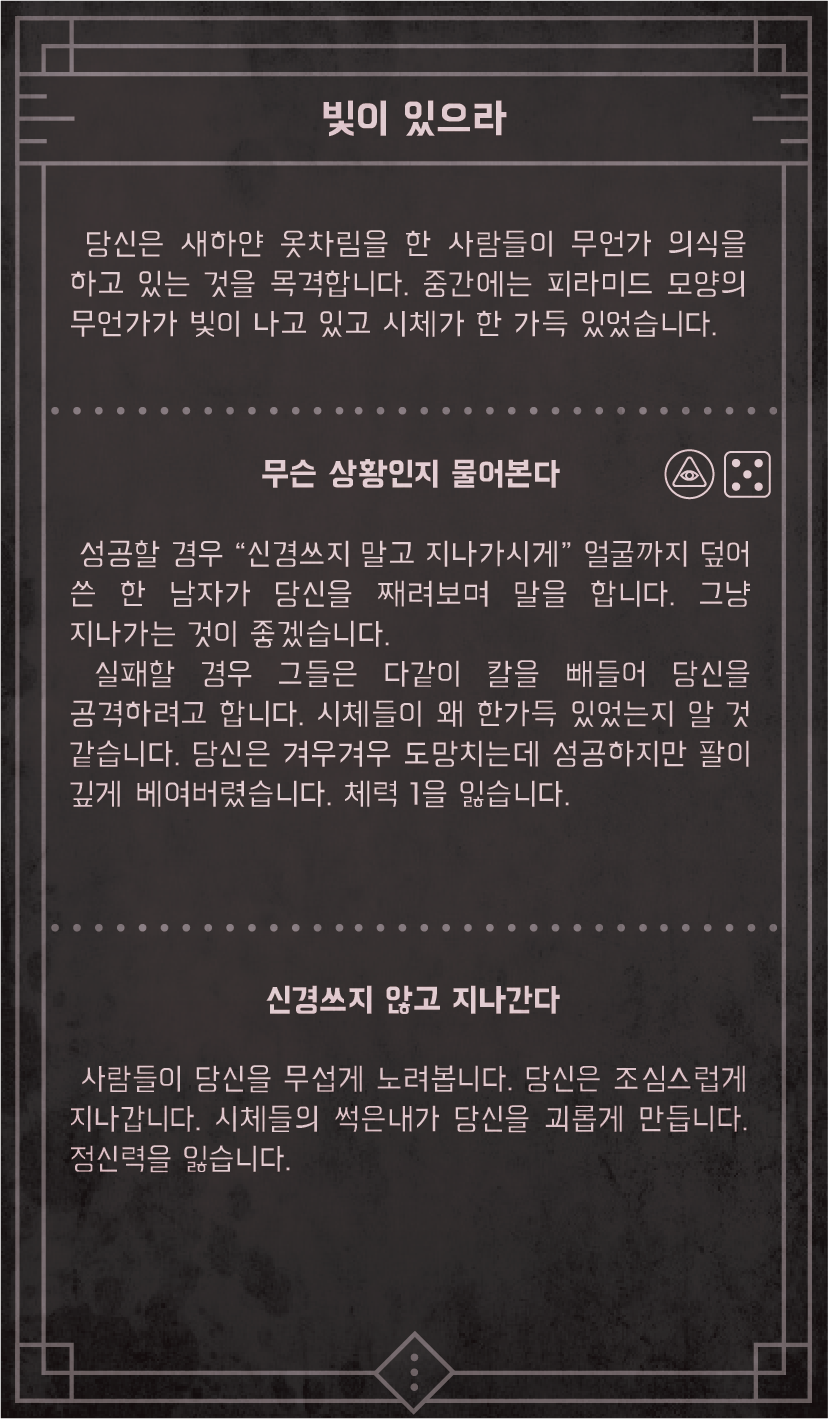 빛이 있으라
당신은 새하얀 옷차림을 한 사람들이 무언가 의식을
하고 있는 것을 목격합니다. 중간에는 피라미드 모양의
무언가가 빛이 나고 있고 시체가 한 가득 있었습니다.
무슨 상황인지 물어본다
성공할 경우 “신경쓰지 말고 지나가시게” 얼굴까지 덮어
쓴 한 남자가 당신을 째려보며 말을 합니다. 그냥
지나가는 것이 좋겠습니다.
실패할 경우 그들은 다같이 칼을 빼들어 당신을
공격하려고 합니다. 시체들이 왜 한가득 있었는지 알 것
같습니다. 당신은 겨우겨우 도망치는데 성공하지만 팔이
깊게 베여버렸습니다. 체력 1을 잃습니다.
신경쓰지 않고 지나간다
사람들이 당신을 무섭게 노려봅니다. 당신은 조심스럽게
지나갑니다. 시체들의 썩은내가 당신을 괴롭게 만듭니다.
정신력을 잃습니다.